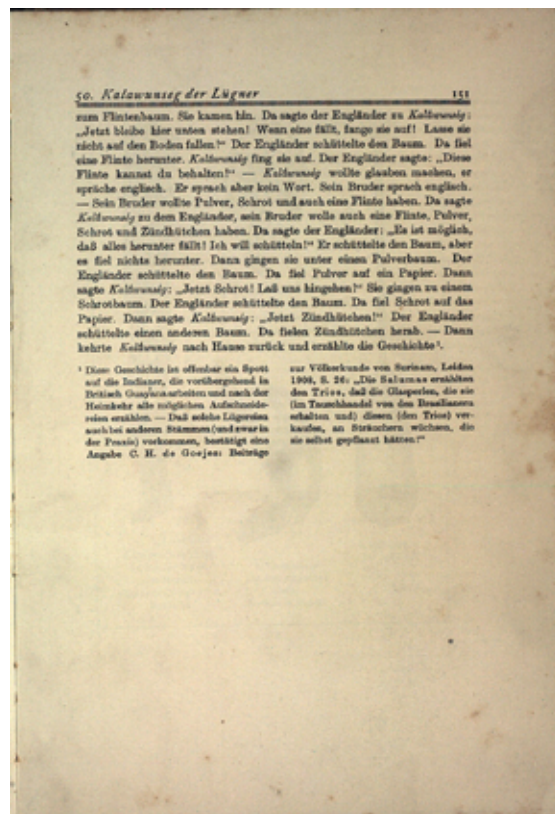 50. Kalawunseg der Lügner 151
zum Flintenbaum. Sie kamen hin. Da sagte der Engländer zu Kaláwunség:
„Jetzt bleibe hier unten stehen! Wenn eine fällt, fange sie auf! Lasse sie
nicht auf den Boden fallen!“ Der Engländer schüttelte den Baum. Da fiel
eine Flinte herunter. Kaláwunség fing sie auf. Der Engländer sagte: „Diese
Flinte kannst du behalten!“ — Kaláwunség wollte glauben machen, er
spräche englisch. Er sprach aber kein Wort. Sein Bruder sprach englisch.
— Sein Bruder wollte Pulver, Schrot und auch eine Flinte haben. Da sagte
Kaláwunség zu dem Engländer, sein Bruder wolle auch eine Flinte, Pulver,
Schrot und Zündhütchen haben. Da sagte der Engländer: „Es ist möglich,
daß alles herunter fällt! Ich will schütteln!“ Er schüttelte den Baum, aber
es fiel nichts herunter. Dann gingen sie unter einen Pulverbaum. Der
Engländer schüttelte den Baum. Da fiel Pulver auf ein Papier. Dann
sagte Kaláwunség: „Jetzt Schrot! Laß uns hingehen!“ Sie gingen zu einem
Schrotbaum. Der Engländer schüttelte den Baum. Da fiel Schrot auf das
Papier. Dann sagte Kaláwunség: „Jetzt Zündhütchen!“ Der Engländer
schüttelte einen anderen Baum. Da fielen Zündhütchen herab. — Dann
kehrte Kaláwunség nach Hause zurück und erzählte die Geschichte¹.
¹ Diese Geschichte ist offenbar ein Spott
auf die Indianer, die vorübergehend in
Britisch Guayana arbeiten und nach der
Heimkehr alle möglichen Aufschneide-
reien erzählen. — Daß solche Lügereien
auch bei anderen Stämmen (und zwar in
der Praxis) vorkommen, bestätigt eine
Angabe C. H. de Goejes: Beiträge
zur Völkerkunde von Surinam, Leiden
1908, S. 26: „Die Salumas erzählten
den Trios, daß die Glasperlen, die sie
(im Tauschhandel von den Brasilianern
erhalten und) diesen (den Trios) ver-
kaufen, an Sträuchern wüchsen, die
sie selbst gepflanzt hätten!“